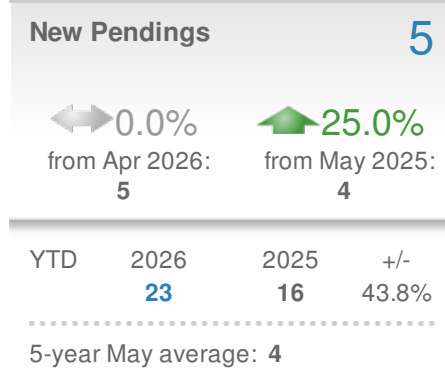 New Pendings 5
0.0% 25.0%
from Apr 2026: from May 2025:
5 4
YTD 2026 2025 +/-
23 16 43.8%
5-year May average: 4